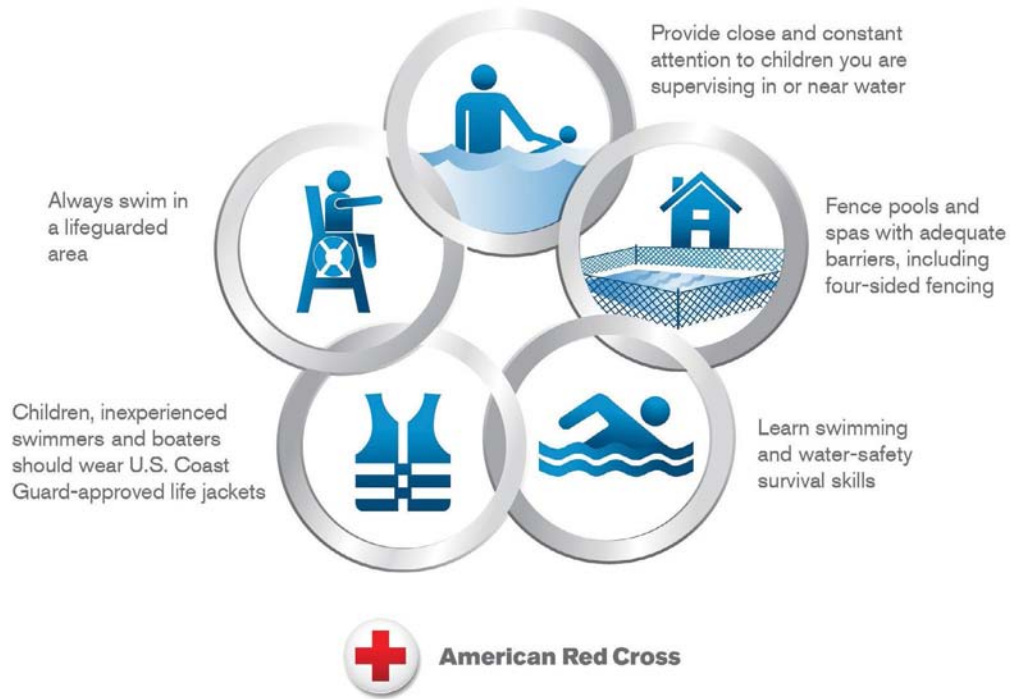 Provide close and constant
attention to children you are
supervising in or near water
Always swim in
a lifeguarded
area
Fence pools and
spas with adequate
barriers, including
four-sided fencing
Children, inexperienced
swimmers and boaters
should wear U.S. Coast
Guard-approved life jackets
Learn swimming
and water-safety
survival skills
American Red Cross